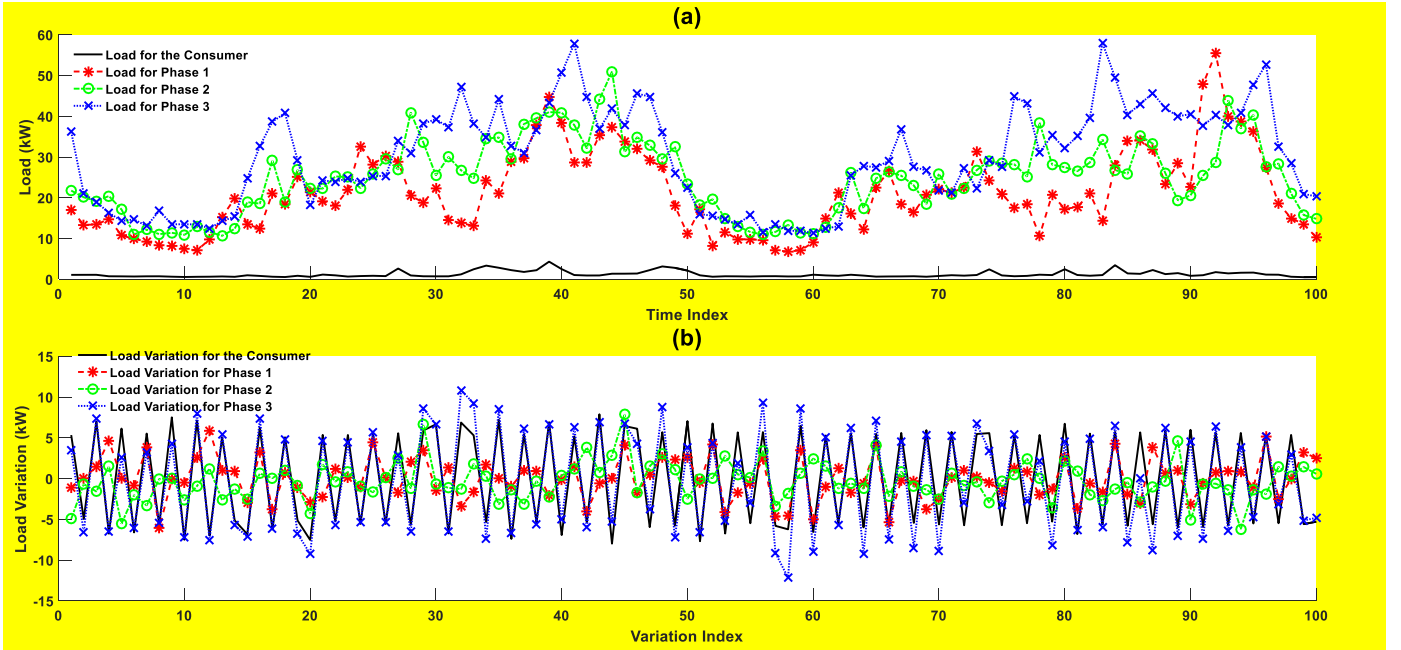 (a)
60
50
40
30
20
10
0
Load (kW)
Load for the Consumer
Load for Phase 1
Load for Phase 2
Load for Phase 3
0 10 20 30 40 50 60 70 80 90 100
Time Index
(b)
15
10
5
0
-5
-10
-15
Load Variation (kW)
Load Variation for the Consumer
Load Variation for Phase 1
Load Variation for Phase 2
Load Variation for Phase 3
0 10 20 30 40 50 60 70 80 90 100
Variation Index